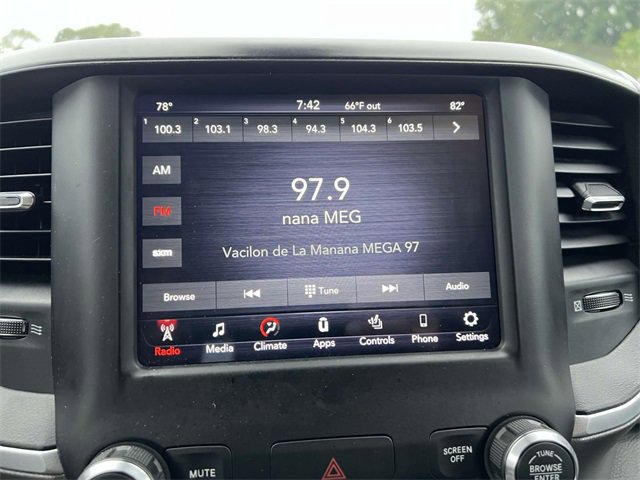 78° 7:42 66°F out 82°
1 100.3 2 103.1 3 98.3 4 94.3 5 104.3 6 103.5
AM
97.9
FM
nana MEG
sxm
Vacilon de La Manana MEGA 97
Browse Tune Audio
Radio Media Climate Apps Controls Phone Settings
MUTE
SCREEN OFF
TUNE
BROWSE
ENTER